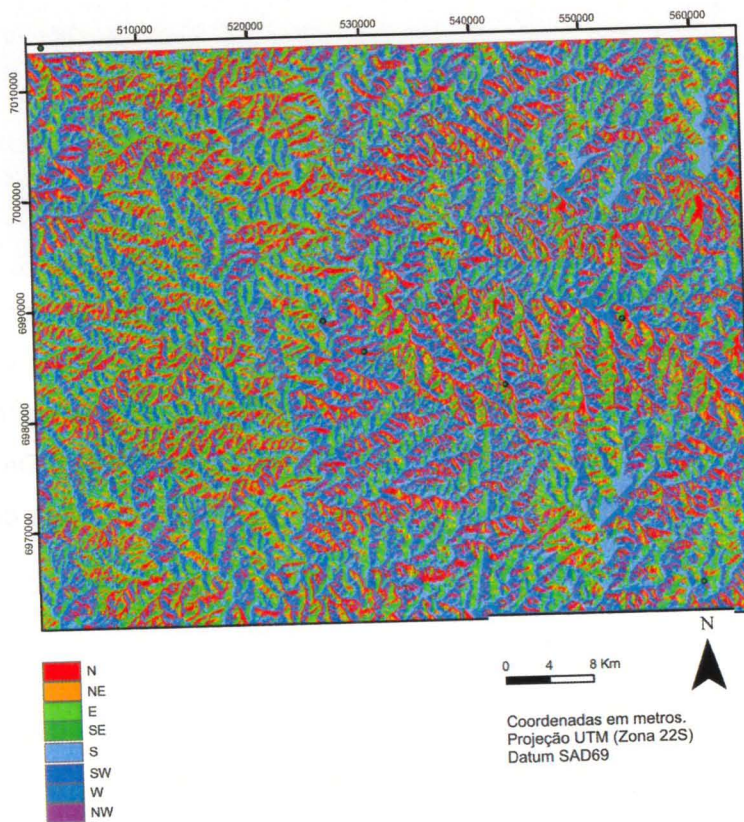 510000 520000 530000 540000 550000 560000
7010000
7000000
6990000
6980000
6970000
N
NE
E
SE
S
SW
W
NW
0 4 8 Km
N
Coordenadas em metros.
Projeção UTM (Zona 22S)
Datum SAD69